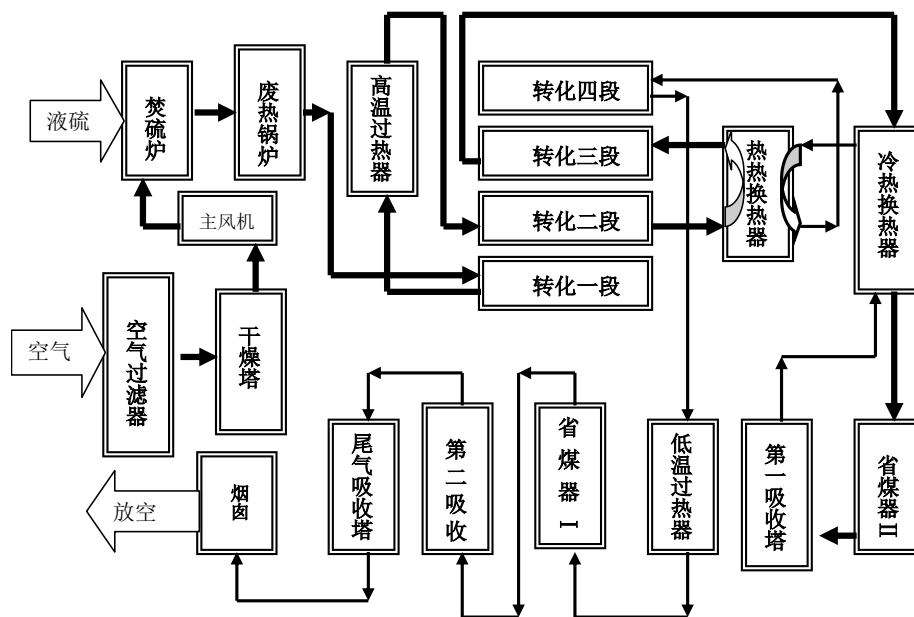 液硫
焚硫炉
废热锅炉
高温过热器
转化四段
转化三段
转化二段
转化一段
热热换热器
冷热换热器
主风机
空气
空气过滤器
干燥塔
放空
烟囱
尾气吸收塔
第二吸收
省煤器I
低温过热器
第一吸收塔
省煤器II